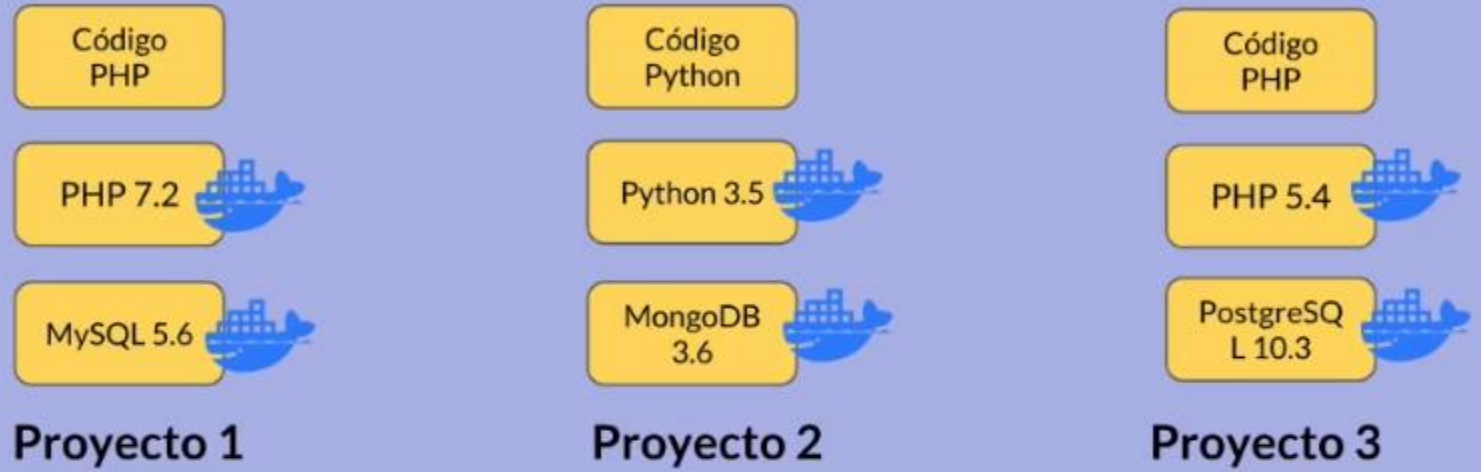 Código
PHP
PHP 7.2
MySQL 5.6
Proyecto 1
Código
Python
Python 3.5
MongoDB
3.6
Proyecto 2
Código
PHP
PHP 5.4
PostgreSQ
L 10.3
Proyecto 3